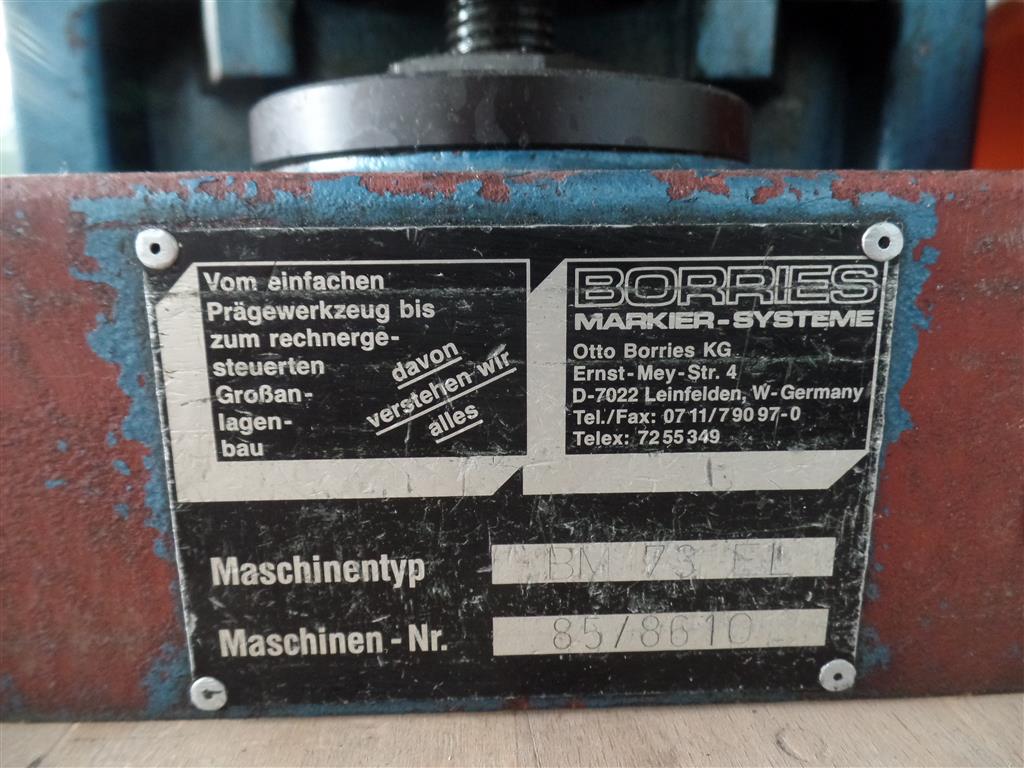 Vom einfachen
Prägewerkzeug bis
zum rechnerge-
steuerten
Großan-
lagen-
bau
davon
verstehen wir
alles
BORRIES
MARKIER-SYSTEME
Otto Borries KG
Ernst-Mey-Str. 4
D-7022 Leinfelden, W-Germany
Tel./Fax: 0711/79097-0
Telex: 7255349
Maschinentyp BM 73 EL
Maschinen-Nr. 85/8610